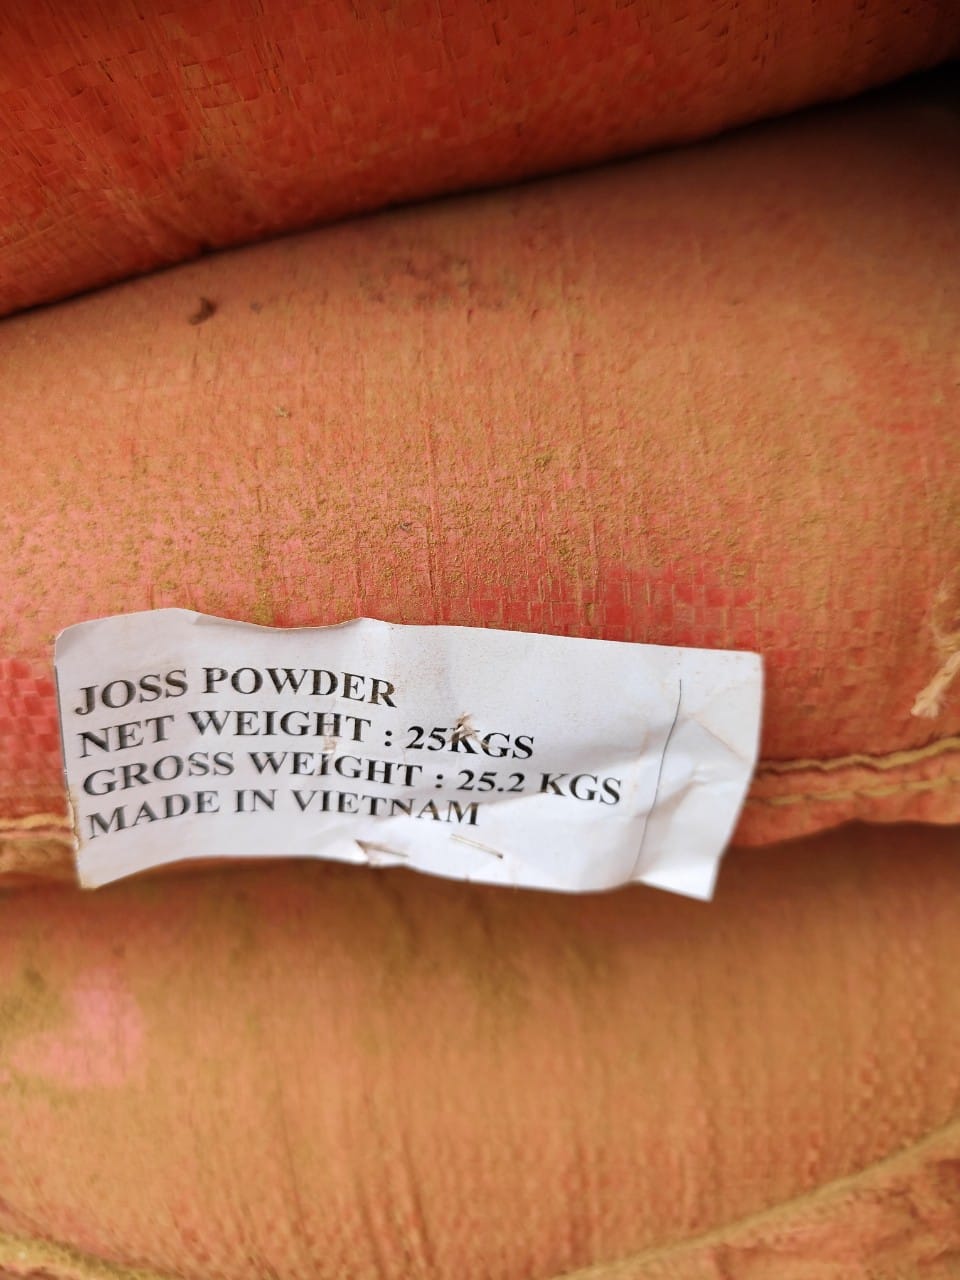 JOSS POWDER
NET WEIGHT : 25KGS
GROSS WEIGHT : 25.2 KGS
MADE IN VIETNAM